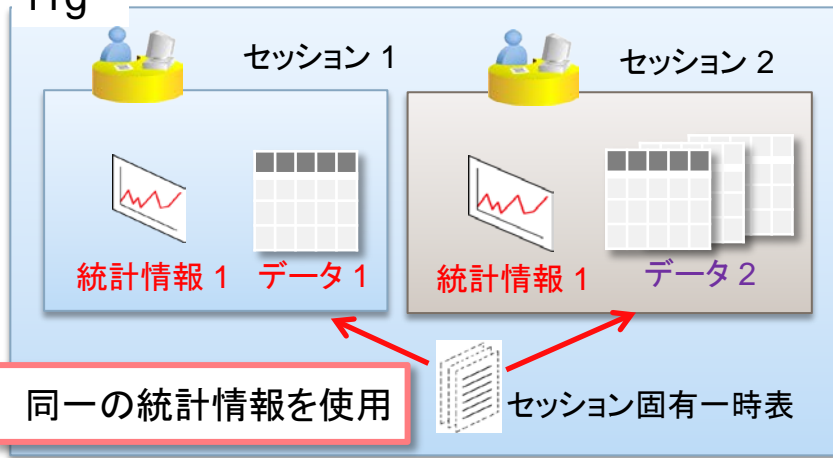 11g
セッション 1
セッション 2
統計情報 1
データ 1
統計情報 1
データ 2
同一の統計情報を使用
セッション固有一時表